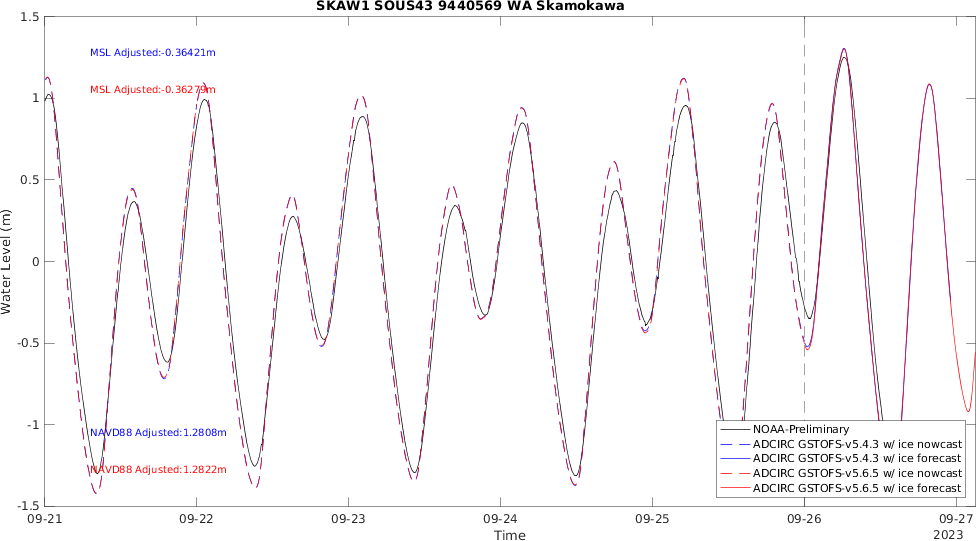 SKAW1 SOUS43 9440569 WA Skamokawa
1.5
MSL Adjusted:-0.36421m
MSL Adjusted:-0.36279m
1
0.5
0
-0.5
-1
-1.5
Water Level (m)
NAVD88 Adjusted:1.2808m
NAVD88 Adjusted:1.2822m
NOAA-Preliminary
ADCIRC GSTOFS-v5.4.3 w/ ice nowcast
ADCIRC GSTOFS-v5.4.3 w/ ice forecast
ADCIRC GSTOFS-v5.6.5 w/ ice nowcast
ADCIRC GSTOFS-v5.6.5 w/ ice forecast
09-21 09-22 09-23 09-24 09-25 09-26 09-27
Time
2023